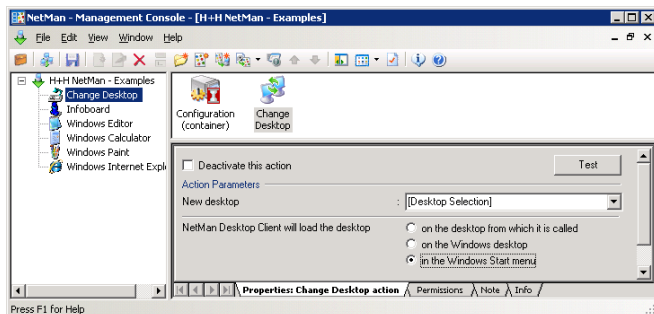 NetMan - Management Console - [H+H NetMan - Examples]
File Edit View Window Help
H+H NetMan - Examples
Change Desktop
Infoboard
Windows Editor
Windows Calculator
Windows Paint
Windows Internet Expl
Configuration
(container)
Change
Desktop
Deactivate this action
Test
Action Parameters
New desktop : [Desktop Selection]
NetMan Desktop Client will load the desktop
on the desktop from which it is called
on the Windows desktop
in the Windows Start menu
Properties: Change Desktop action Permissions Note Info
Press F1 for Help